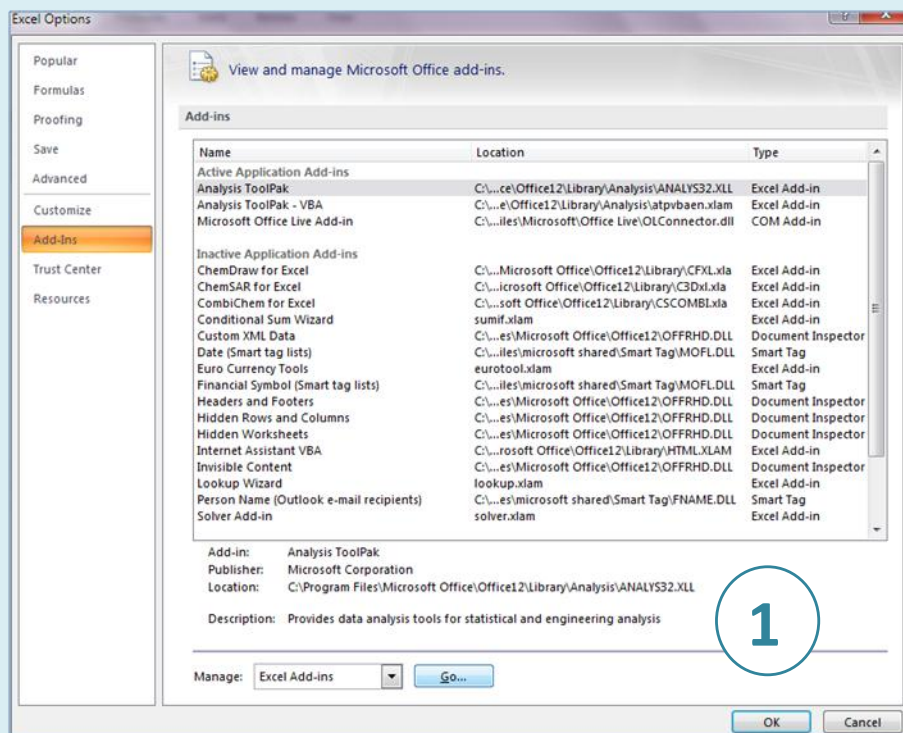 Excel Options
Popular
Formulas
Proofing
Save
Advanced
Customize
Add-Ins
Trust Center
Resources
View and manage Microsoft Office add-ins.
Add-ins
Name Location Type
Active Application Add-ins
Analysis ToolPak C:\...ce\Office12\Library\Analysis\ANALYS32.XLL Excel Add-in
Analysis ToolPak - VBA C:\...e\Office12\Library\Analysis\atpvbaen.xlam Excel Add-in
Microsoft Office Live Add-in C:\...iles\Microsoft\Office Live\OLConnector.dll COM Add-in
Inactive Application Add-ins
ChemDraw for Excel C:\...Microsoft Office\Office12\Library\CFXL.xla Excel Add-in
ChemSAR for Excel C:\...icrosoft Office\Office12\Library\C3Dxl.xla Excel Add-in
CombiChem for Excel C:\...soft Office\Office12\Library\CSCOMBI.xla Excel Add-in
Conditional Sum Wizard sumif.xlam Excel Add-in
Custom XML Data C:\...es\Microsoft Office\Office12\OFFRHD.DLL Document Inspector
Date (Smart tag lists) C:\...iles\microsoft shared\Smart Tag\MOFL.DLL Smart Tag
Euro Currency Tools eurotool.xlam Excel Add-in
Financial Symbol (Smart tag lists) C:\...iles\microsoft shared\Smart Tag\MOFL.DLL Smart Tag
Headers and Footers C:\...es\Microsoft Office\Office12\OFFRHD.DLL Document Inspector
Hidden Rows and Columns C:\...es\Microsoft Office\Office12\OFFRHD.DLL Document Inspector
Hidden Worksheets C:\...es\Microsoft Office\Office12\OFFRHD.DLL Document Inspector
Internet Assistant VBA C:\...rosoft Office\Office12\Library\HTML.XLAM Excel Add-in
Invisible Content C:\...es\Microsoft Office\Office12\OFFRHD.DLL Document Inspector
Lookup Wizard lookup.xlam Excel Add-in
Person Name (Outlook e-mail recipients) C:\...es\microsoft shared\Smart Tag\FNAME.DLL Smart Tag
Solver Add-in solver.xlam Excel Add-in
Add-in: Analysis ToolPak
Publisher: Microsoft Corporation
Location: C:\Program Files\Microsoft Office\Office12\Library\Analysis\ANALYS32.XLL
Description: Provides data analysis tools for statistical and engineering analysis
1
Manage: Excel Add-ins Go...
OK Cancel